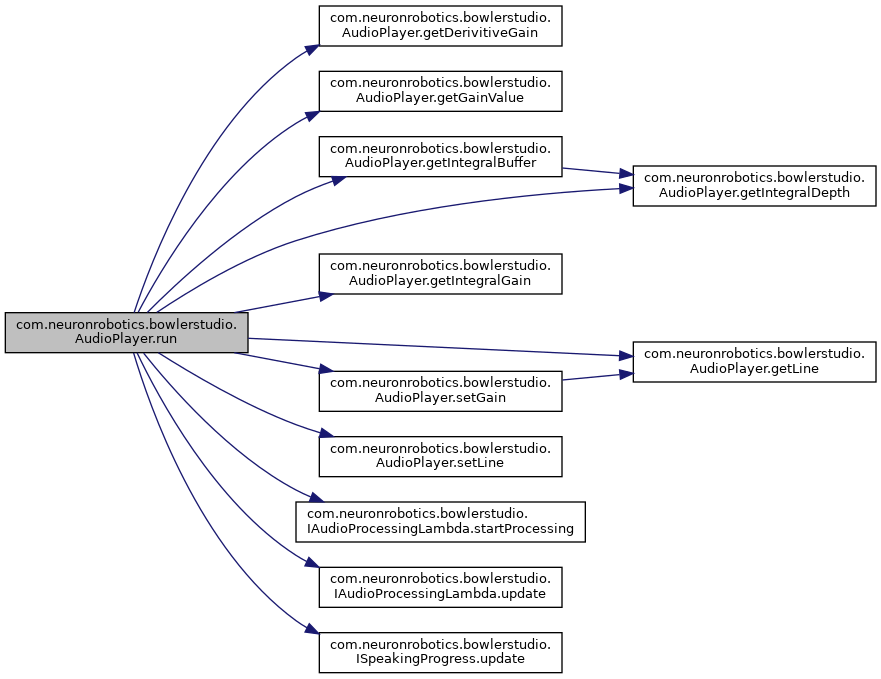 com.neuronrobotics.bowlerstudio.
AudioPlayer.run
com.neuronrobotics.bowlerstudio.
AudioPlayer.getDerivitiveGain
com.neuronrobotics.bowlerstudio.
AudioPlayer.getGainValue
com.neuronrobotics.bowlerstudio.
AudioPlayer.getIntegralBuffer
com.neuronrobotics.bowlerstudio.
AudioPlayer.getIntegralDepth
com.neuronrobotics.bowlerstudio.
AudioPlayer.getIntegralGain
com.neuronrobotics.bowlerstudio.
AudioPlayer.getLine
com.neuronrobotics.bowlerstudio.
AudioPlayer.setGain
com.neuronrobotics.bowlerstudio.
AudioPlayer.setLine
com.neuronrobotics.bowlerstudio.
IAudioProcessingLambda.startProcessing
com.neuronrobotics.bowlerstudio.
IAudioProcessingLambda.update
com.neuronrobotics.bowlerstudio.
ISpeakingProgress.update